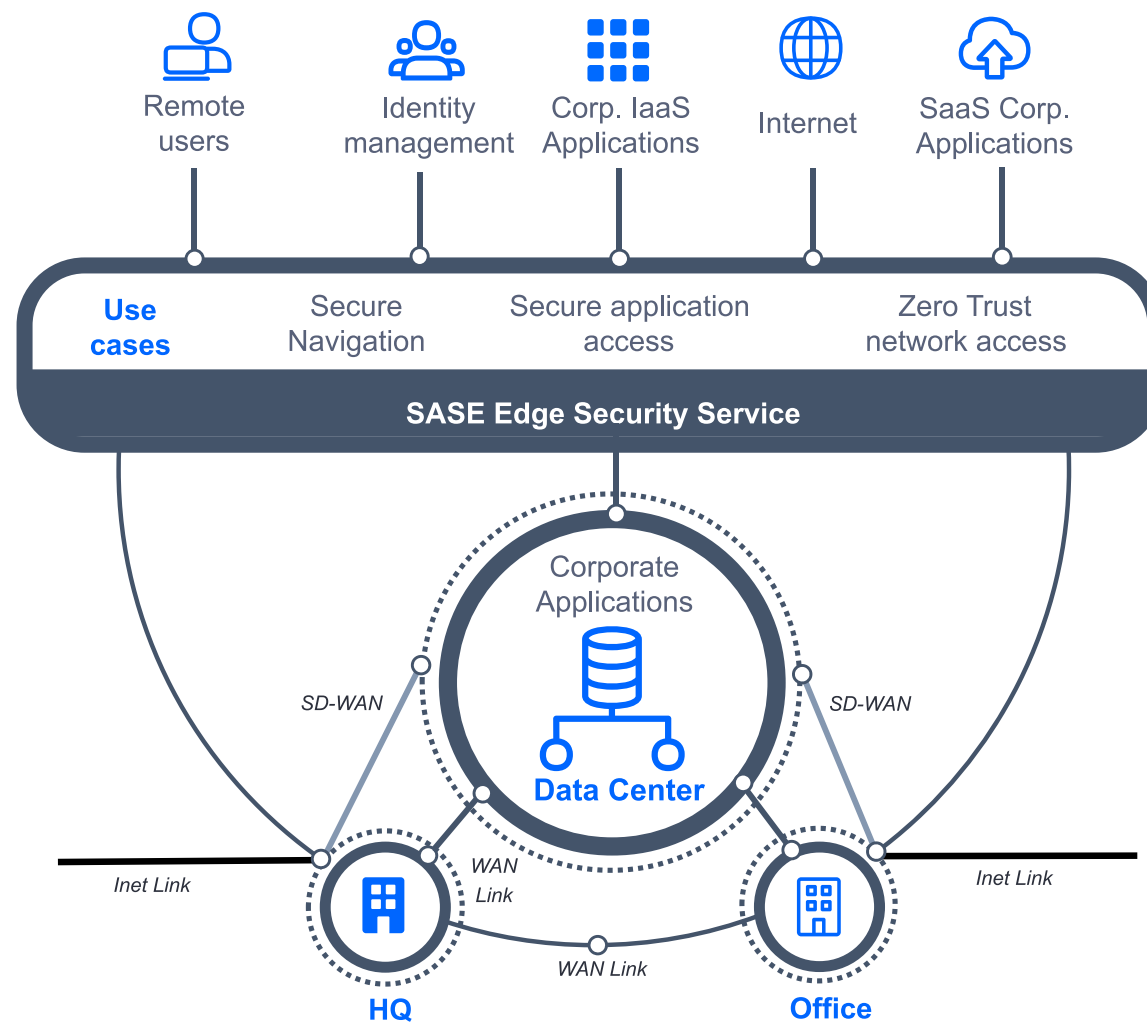 Remote
users
Identity
management
Corp. IaaS
Applications
Internet
SaaS Corp.
Applications
Use
cases
Secure
Navigation
Secure application
access
Zero Trust
network access
SASE Edge Security Service
Corporate
Applications
SD-WAN
SD-WAN
Data Center
Inet Link
WAN
Link
Inet Link
WAN Link
HQ
Office